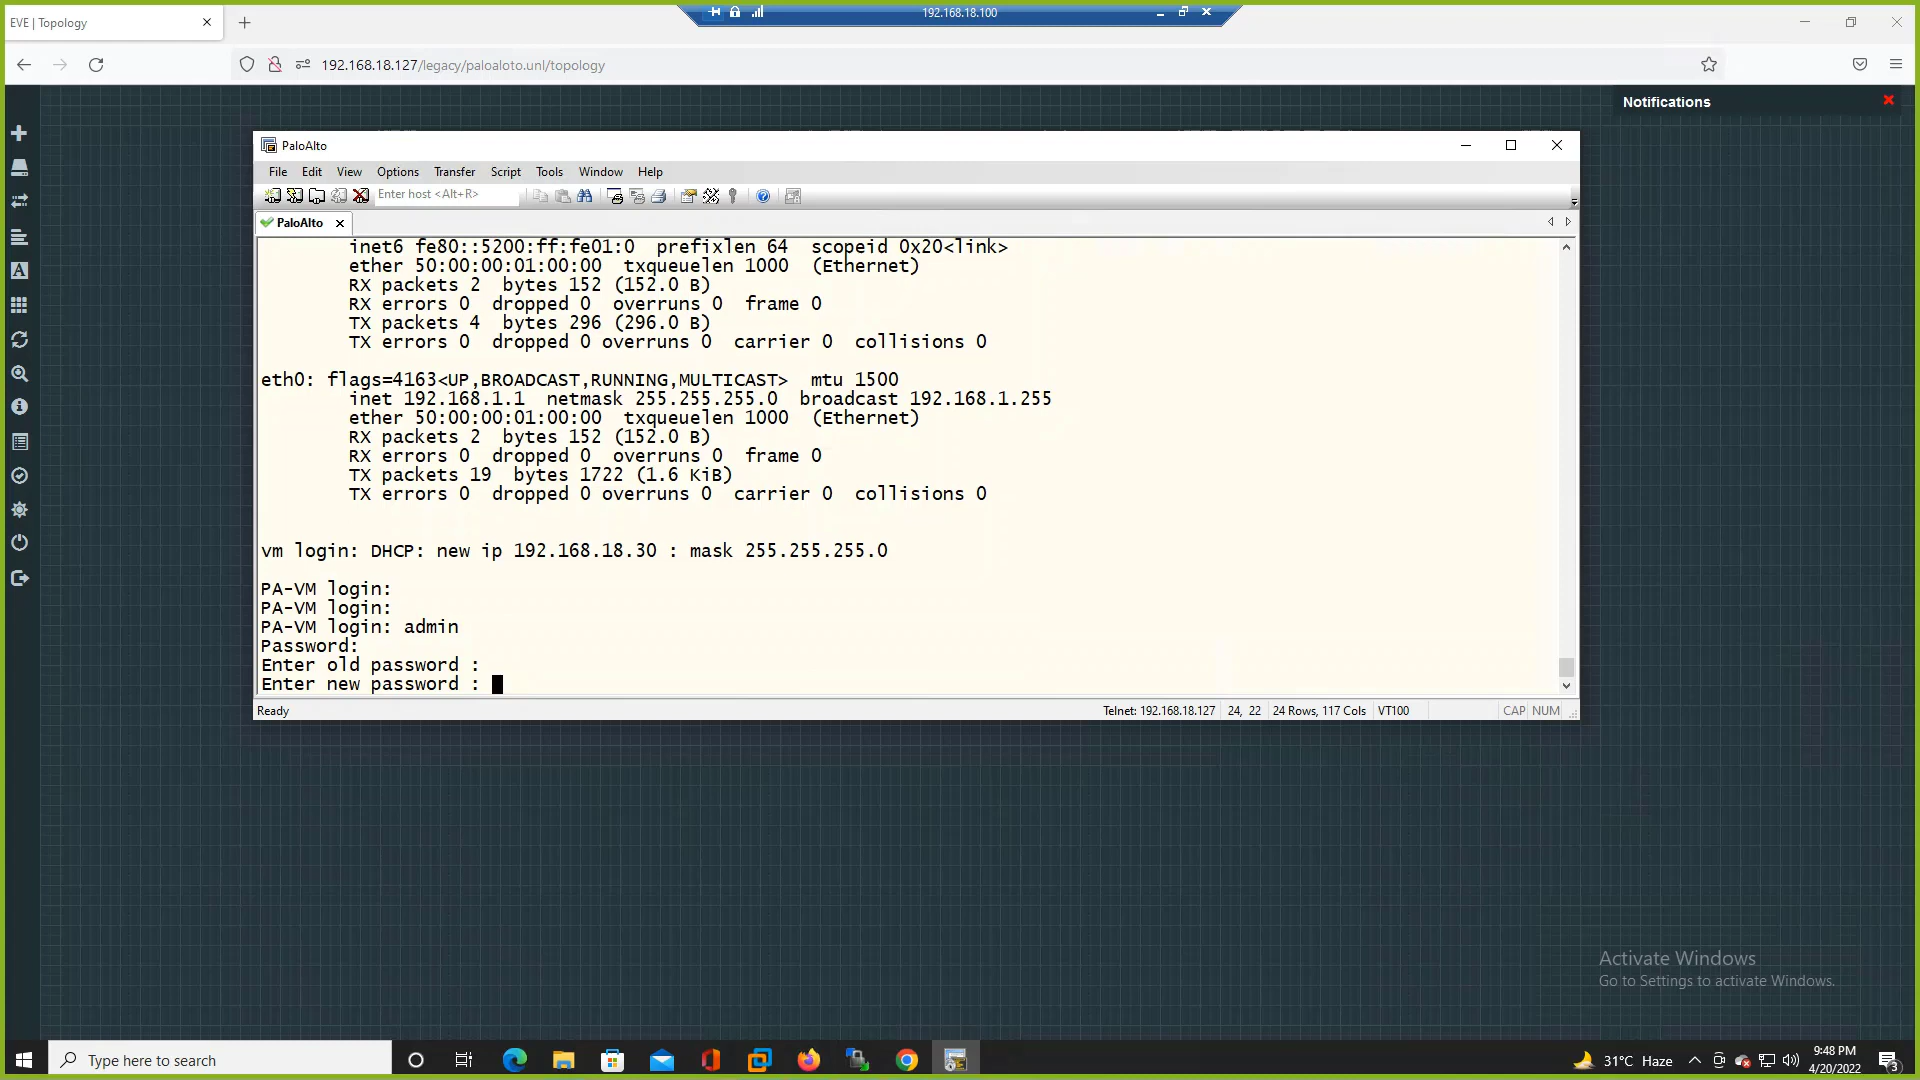 EVE | Topology
192.168.18.100
192.168.18.127/legacy/paloaloto.unl/topology
Notifications
PaloAlto
File Edit View Options Transfer Script Tools Window Help
Enter host <Alt+R>
PaloAlto
inet6 fe80::5200:ff:fe01:0 prefixlen 64 scopeid 0x20<link>
ether 50:00:00:01:00:00 txqueuelen 1000 (Ethernet)
RX packets 2 bytes 152 (152.0 B)
RX errors 0 dropped 0 overruns 0 frame 0
TX packets 4 bytes 296 (296.0 B)
TX errors 0 dropped 0 overruns 0 carrier 0 collisions 0
eth0: flags=4163<UP,BROADCAST,RUNNING,MULTICAST> mtu 1500
inet 192.168.1.1 netmask 255.255.255.0 broadcast 192.168.1.255
ether 50:00:00:01:00:00 txqueuelen 1000 (Ethernet)
RX packets 2 bytes 152 (152.0 B)
RX errors 0 dropped 0 overruns 0 frame 0
TX packets 19 bytes 1722 (1.6 KiB)
TX errors 0 dropped 0 overruns 0 carrier 0 collisions 0
vm login: DHCP: new ip 192.168.18.30 : mask 255.255.255.0
PA-VM login:
PA-VM login:
PA-VM login: admin
Password:
Enter old password :
Enter new password :
Ready Telnet: 192.168.18.127 24, 22 24 Rows, 117 Cols VT100 CAP NUM
Activate Windows
Go to Settings to activate Windows.
Type here to search
31°C Haze
9:48 PM
4/20/2022
3